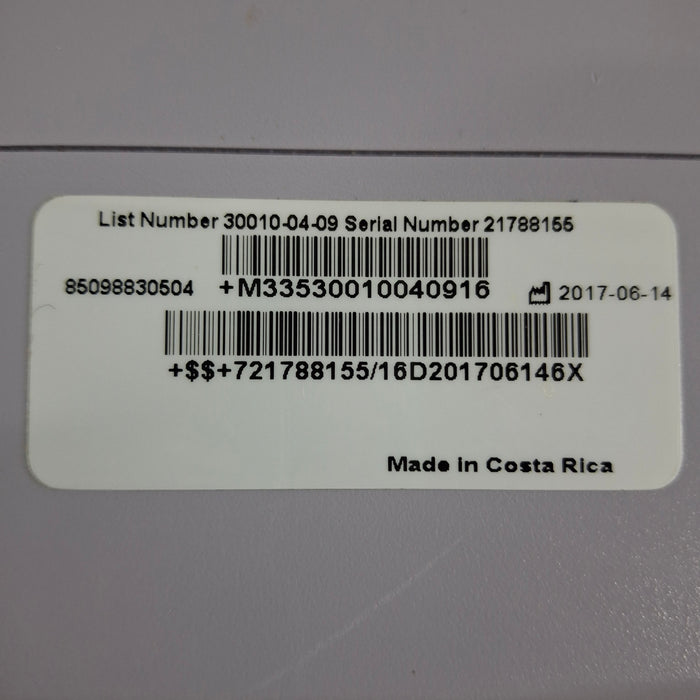 List Number 30010-04-09 Serial Number 21788155
85098830504 +M33530010040916 2017-06-14
+$$+721788155/16D201706146X
Made in Costa Rica